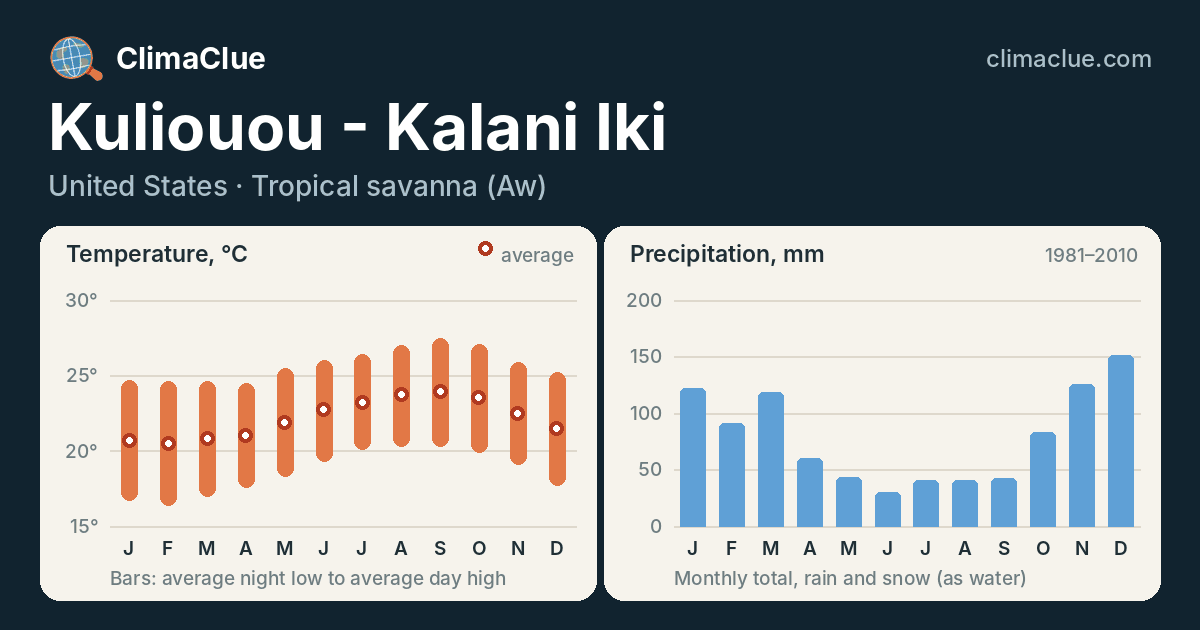 ClimaClue
climaclue.com
Kuliouou - Kalani Iki
United States · Tropical savanna (Aw)
Temperature, °C
average
30°
25°
20°
15°
J F M A M J J A S O N D
Bars: average night low to average day high
Precipitation, mm
1981–2010
200
150
100
50
0
J F M A M J J A S O N D
Monthly total, rain and snow (as water)